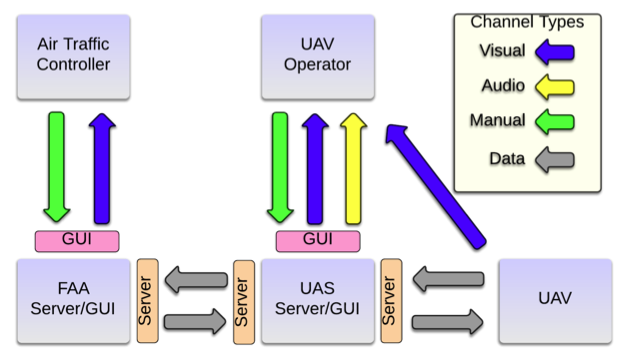 Air Traffic
Controller
UAV
Operator
Channel Types
Visual
Audio
Manual
Data
GUI
GUI
FAA
Server/GUI
Server
Server
UAS
Server/GUI
Server
UAV